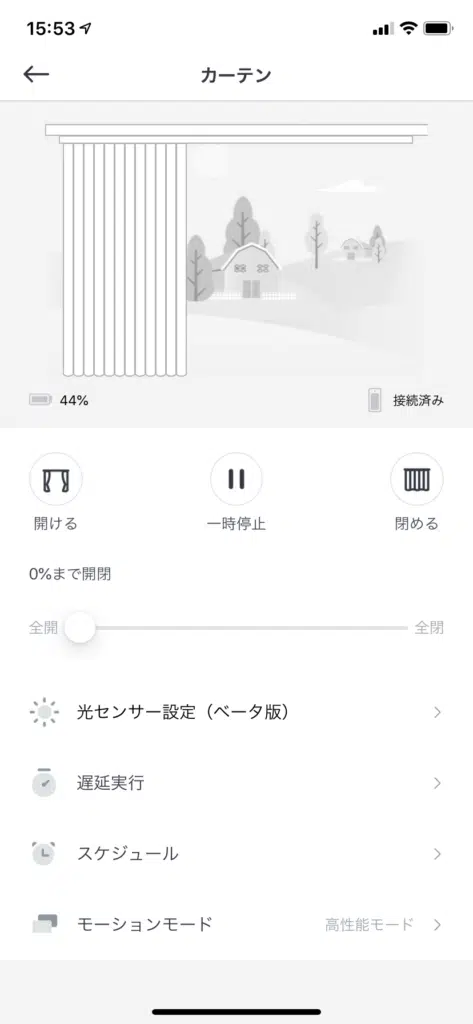 15:53
カーテン
44%
接続済み
開ける
一時停止
閉める
0%まで開閉
全開
全閉
光センサー設定（ベータ版）
遅延実行
スケジュール
モーションモード
高性能モード